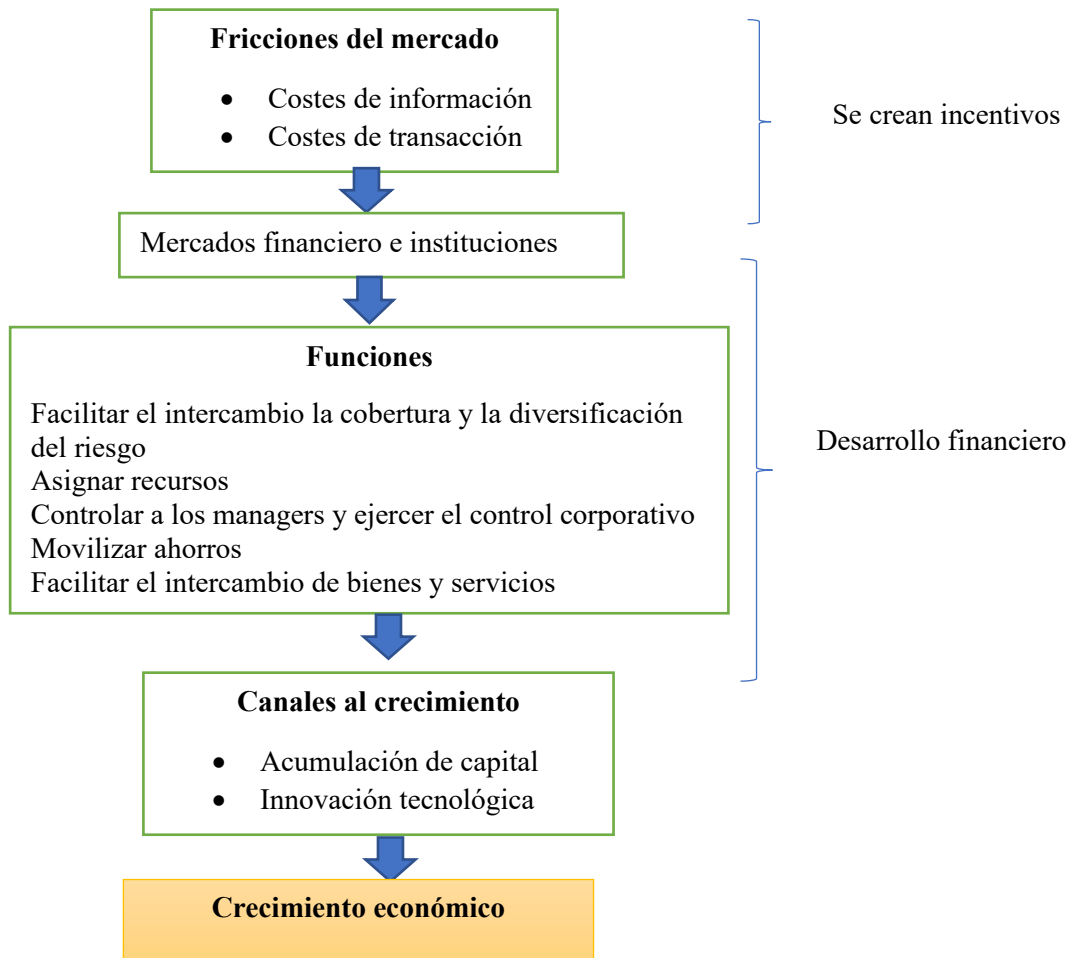 Fricciones del mercado
• Costes de información
• Costes de transacción
Se crean incentivos
Mercados financiero e instituciones
Funciones
Facilitar el intercambio la cobertura y la diversificación
del riesgo
Asignar recursos
Controlar a los managers y ejercer el control corporativo
Movilizar ahorros
Facilitar el intercambio de bienes y servicios
Desarrollo financiero
Canales al crecimiento
• Acumulación de capital
• Innovación tecnológica
Crecimiento económico